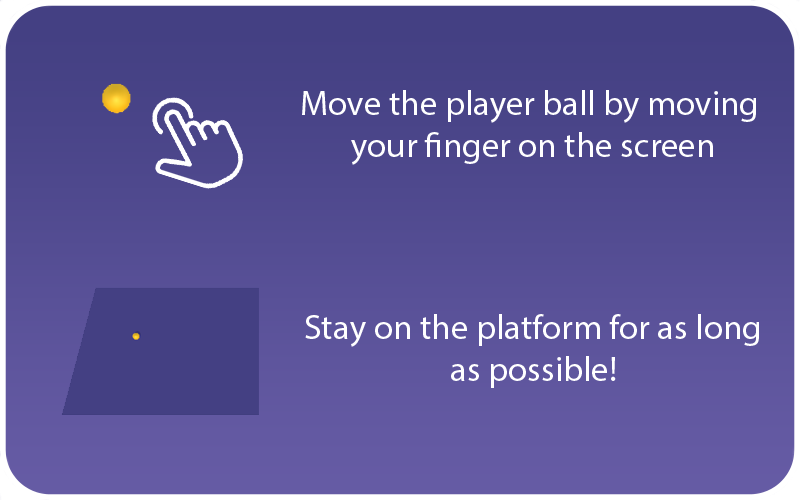 Move the player ball by moving
your finger on the screen
Stay on the platform for as long
as possible!